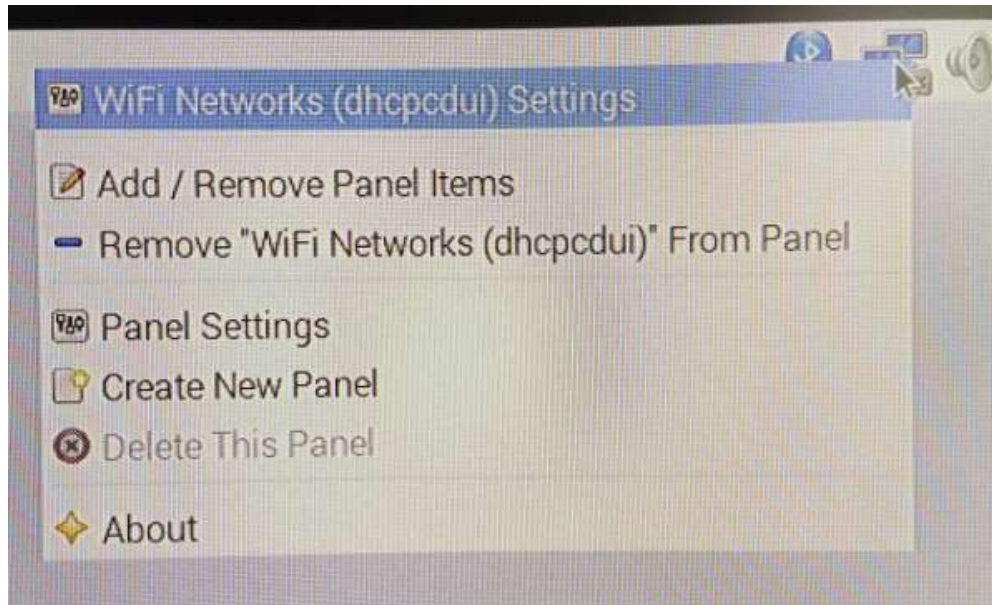 WiFi Networks (dhcpcdui) Settings
Add / Remove Panel Items
Remove "WiFi Networks (dhcpcdui)" From Panel
Panel Settings
Create New Panel
Delete This Panel
About